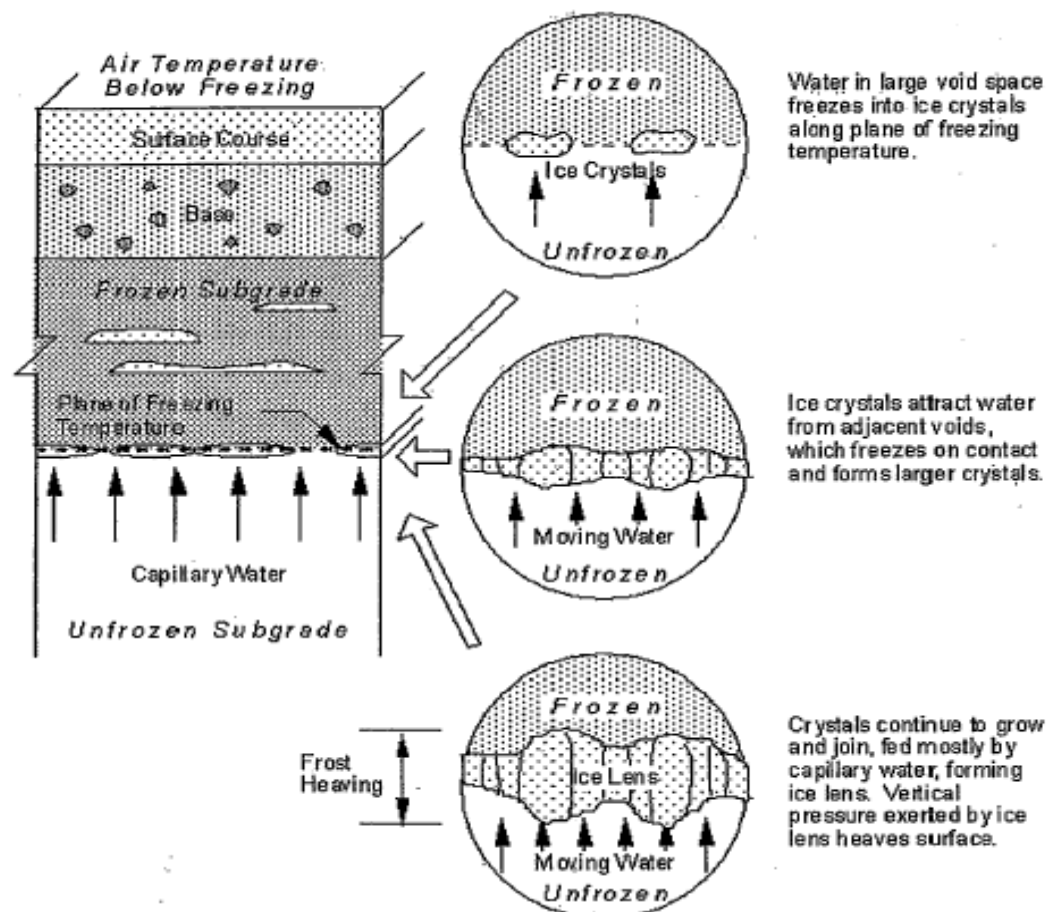 Air Temperature
Below Freezing
Surface Course
Base
Frozen Subgrade
Plane of Freezing
Temperature
Capillary Water
Unfrozen Subgrade
Frozen
Ice Crystals
Unfrozen
Water in large void space
freezes into ice crystals
along plane of freezing
temperature.
Frozen
Moving Water
Unfrozen
Ice crystals attract water
from adjacent voids,
which freezes on contact
and forms larger crystals.
Frost
Heaving
Frozen
Ice Lens
Moving Water
Unfrozen
Crystals continue to grow
and join, fed mostly by
capillary water, forming
ice lens. Vertical
pressure exerted by ice
lens heaves surface.